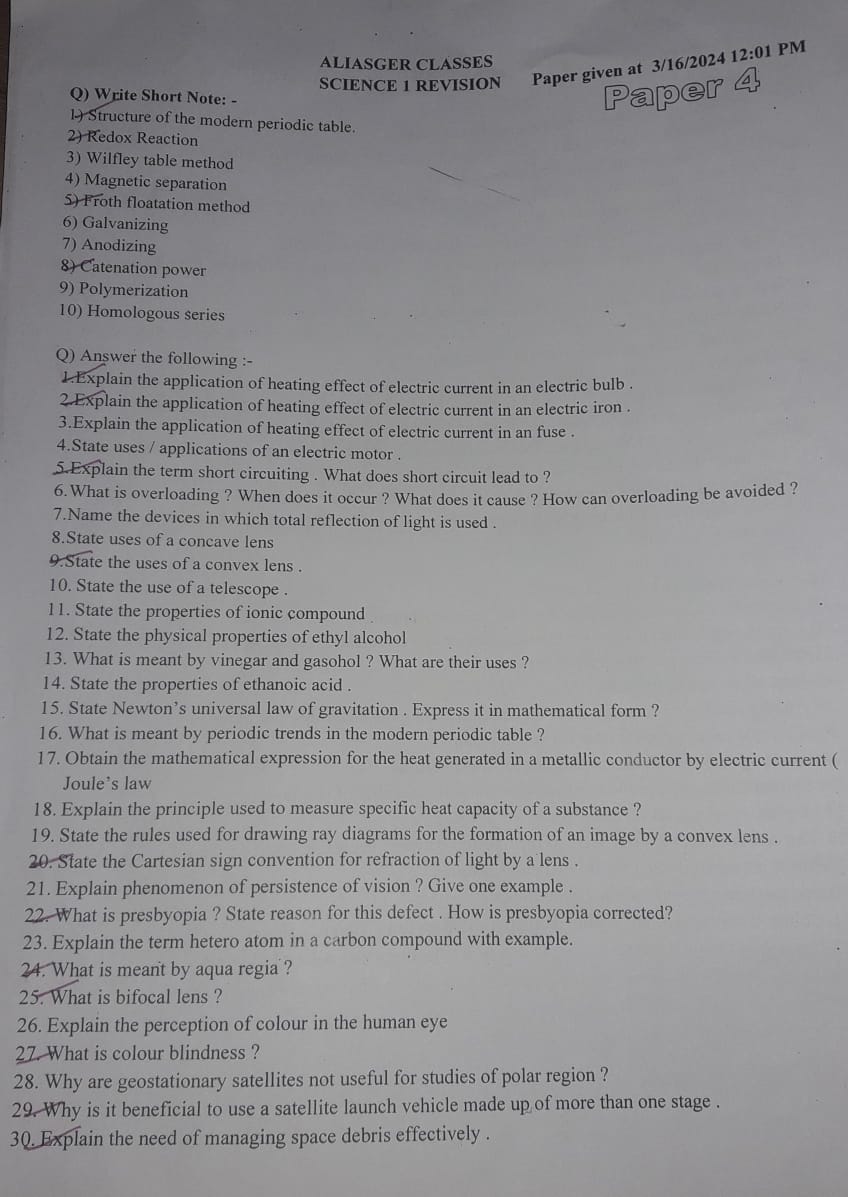 ALIASGER CLASSES
SCIENCE 1 REVISION
Paper given at 3/16/2024 12:01 PM
Paper 4
Q) Write Short Note: -
1) Structure of the modern periodic table.
2) Redox Reaction
3) Wilfley table method
4) Magnetic separation
5) Froth floatation method
6) Galvanizing
7) Anodizing
8) Catenation power
9) Polymerization
10) Homologous series
Q) Answer the following :-
1.Explain the application of heating effect of electric current in an electric bulb .
2.Explain the application of heating effect of electric current in an electric iron .
3.Explain the application of heating effect of electric current in an fuse .
4.State uses / applications of an electric motor .
5.Explain the term short circuiting . What does short circuit lead to ?
6.What is overloading ? When does it occur ? What does it cause ? How can overloading be avoided ?
7.Name the devices in which total reflection of light is used .
8.State uses of a concave lens
9.State the uses of a convex lens .
10. State the use of a telescope .
11. State the properties of ionic compound
12. State the physical properties of ethyl alcohol
13. What is meant by vinegar and gasohol ? What are their uses ?
14. State the properties of ethanoic acid .
15. State Newton's universal law of gravitation . Express it in mathematical form ?
16. What is meant by periodic trends in the modern periodic table ?
17. Obtain the mathematical expression for the heat generated in a metallic conductor by electric current (
Joule's law
18. Explain the principle used to measure specific heat capacity of a substance ?
19. State the rules used for drawing ray diagrams for the formation of an image by a convex lens .
20. State the Cartesian sign convention for refraction of light by a lens .
21. Explain phenomenon of persistence of vision ? Give one example .
22. What is presbyopia ? State reason for this defect . How is presbyopia corrected?
23. Explain the term hetero atom in a carbon compound with example.
24. What is meant by aqua regia ?
25. What is bifocal lens ?
26. Explain the perception of colour in the human eye
27. What is colour blindness ?
28. Why are geostationary satellites not useful for studies of polar region ?
29. Why is it beneficial to use a satellite launch vehicle made up of more than one stage .
30. Explain the need of managing space debris effectively .